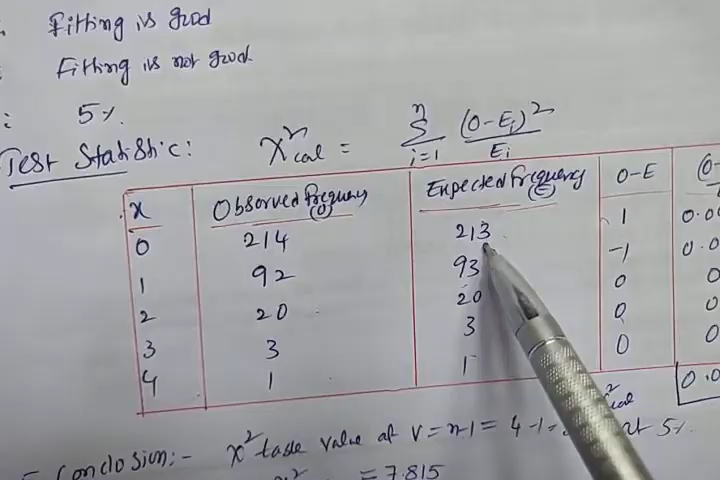 Fitting is good
Fitting is not good
: 5%.
Test Statistic: χ²cal = n Σ i=1 (O-Ei)² / Ei
x Observed frequency (O) Expected frequency (E) O-E (O-
0 214 213 1 0.00
1 92 93 -1 0.0
2 20 20 0 0
3 3 3 0 0
4 1 1 0 0
0.0
Conclusion:- χ² table value at ν = n-1 = 4-1= at 5%
= 7.815